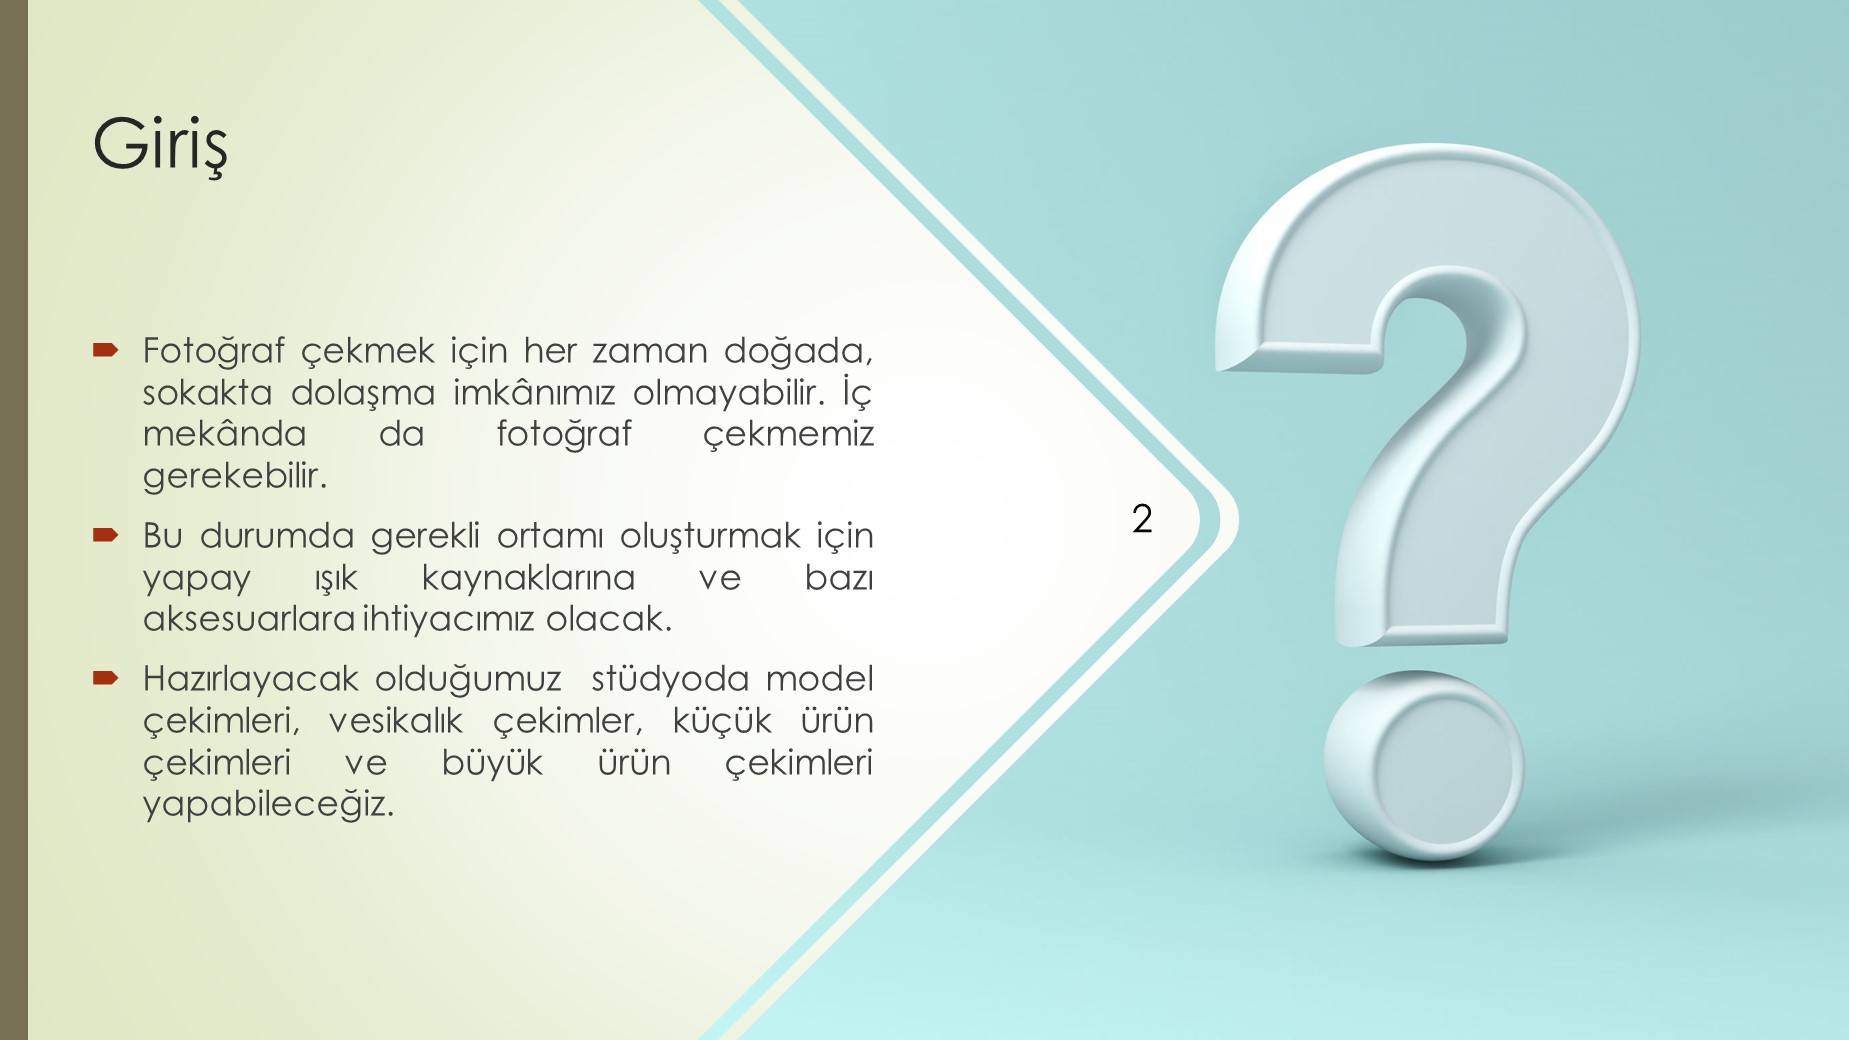 Giriş
Fotoğraf çekmek için her zaman doğada,
sokakta dolaşma imkânımız olmayabilir. İç
mekânda da fotoğraf çekmemiz
gerekebilir.
Bu durumda gerekli ortamı oluşturmak için
yapay ışık kaynaklarına ve bazı
aksesuarlara ihtiyacımız olacak.
Hazırlayacak olduğumuz stüdyoda model
çekimleri, vesikalık çekimler, küçük ürün
çekimleri ve büyük ürün çekimleri
yapabileceğiz.
2
?